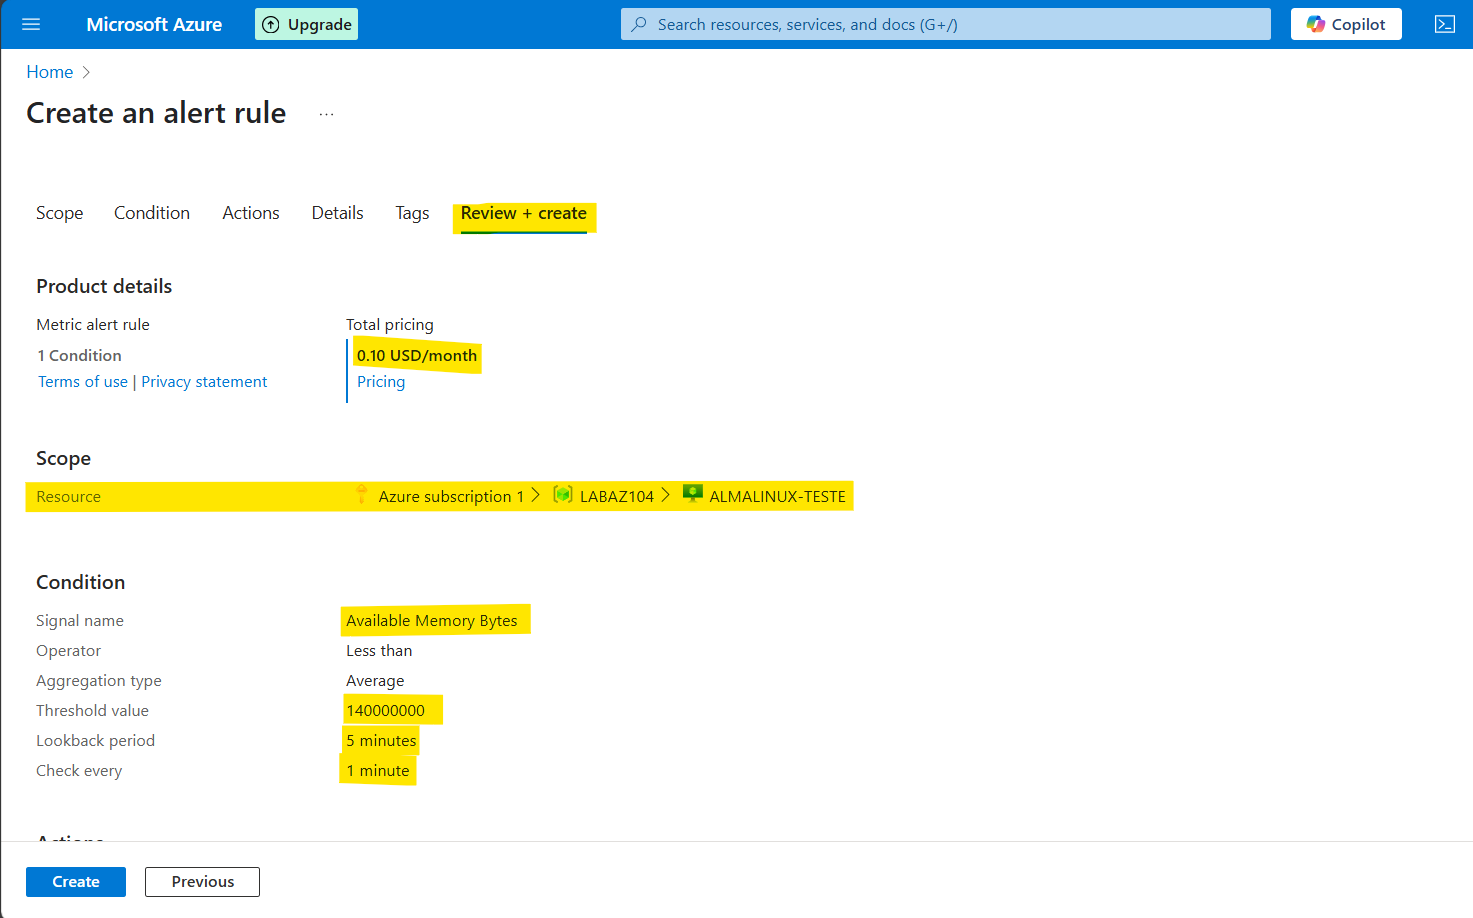 Microsoft Azure Upgrade Search resources, services, and docs (G+/) Copilot
Home
Create an alert rule ...
Scope Condition Actions Details Tags Review + create
Product details
Metric alert rule Total pricing
1 Condition 0.10 USD/month
Terms of use | Privacy statement Pricing
Scope
Resource Azure subscription 1 > LABAZ104 > ALMALINUX-TESTE
Condition
Signal name Available Memory Bytes
Operator Less than
Aggregation type Average
Threshold value 140000000
Lookback period 5 minutes
Check every 1 minute
Actions
Create Previous